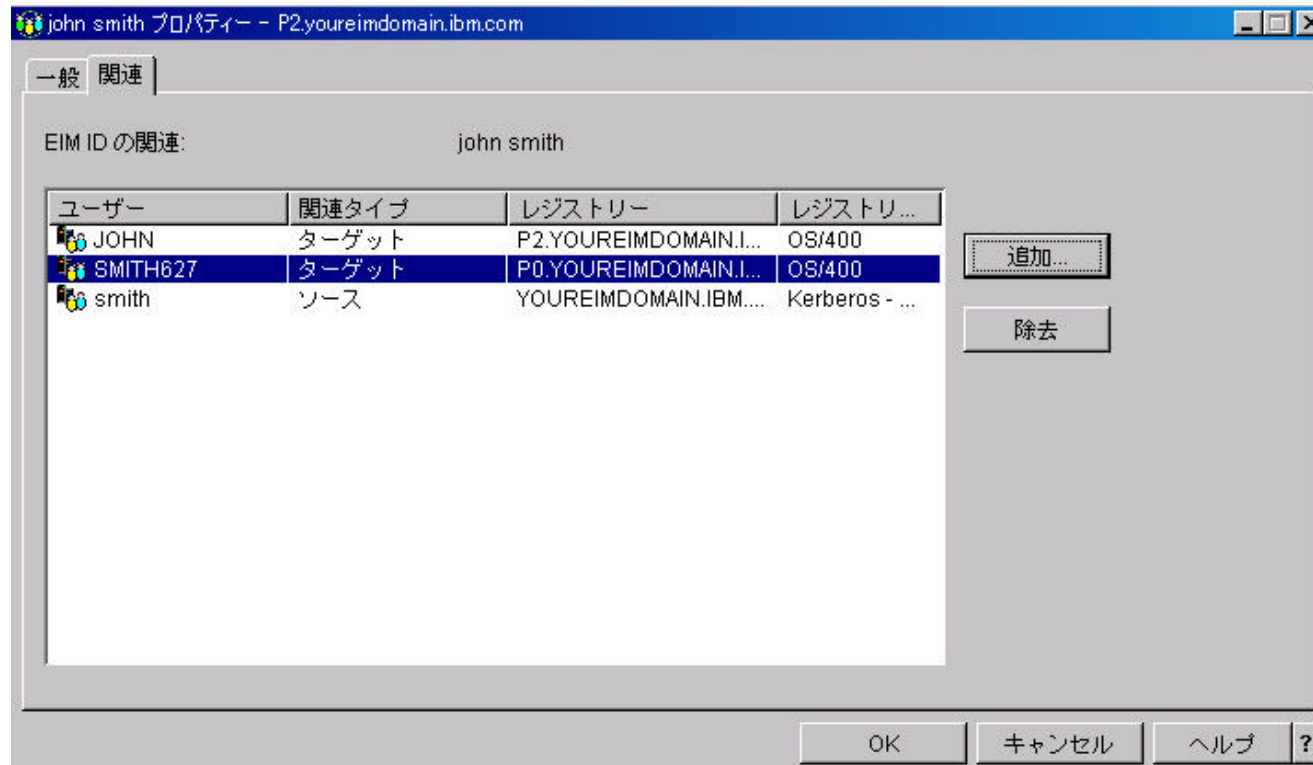 john smith プロパティー - P2.youreimdomain.ibm.com
一般 関連
EIM ID の関連: john smith
ユーザー 関連タイプ レジストリー レジストリ...
JOHN ターゲット P2.YOUREIMDOMAIN.I... OS/400
SMITH627 ターゲット P0.YOUREIMDOMAIN.I... OS/400
smith ソース YOUREIMDOMAIN.IBM.... Kerberos - ...
追加...
除去
OK キャンセル ヘルプ ?